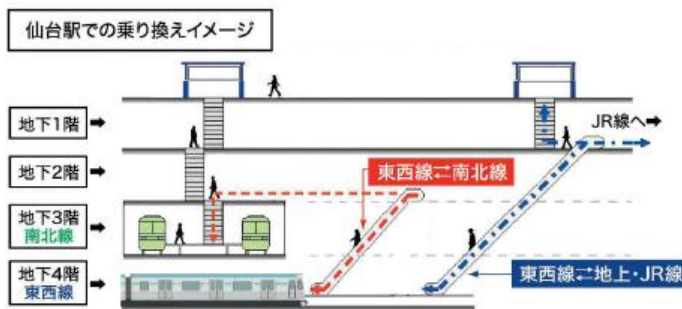 仙台駅での乗り換えイメージ
地下1階
JR線へ
地下2階
東西線⇄南北線
地下3階
南北線
地下4階
東西線
東西線⇄地上・JR線